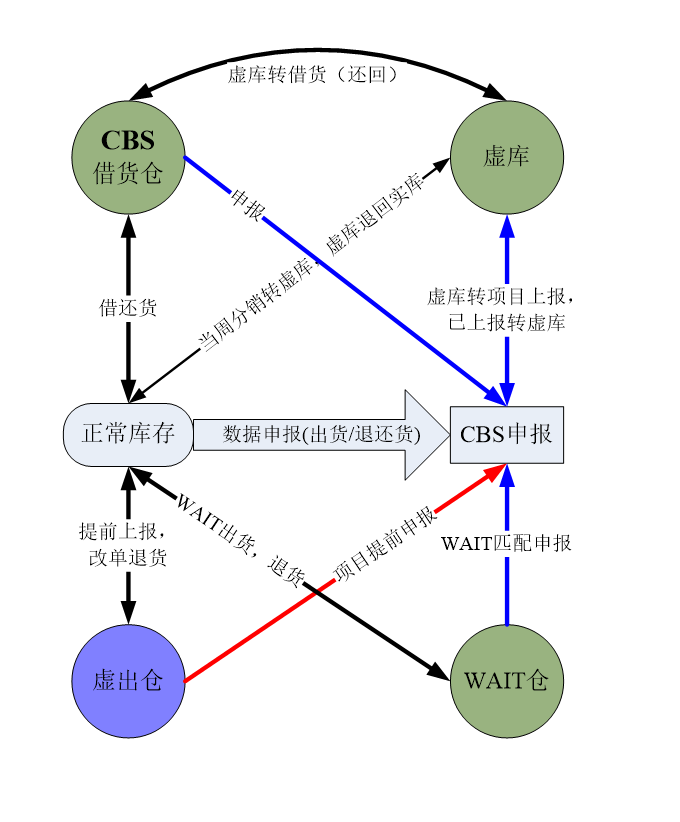 虚库转借货（还回）
CBS
借货仓
虚库
申报
当周分销转虚库，虚库退回实库
借还货
虚库转项目上报，
已上报转虚库
正常库存
数据申报(出货/退还货)
CBS申报
WAIT出货，退货
提前上报，
改单退货
项目提前申报
WAIT匹配申报
虚出仓
WAIT仓